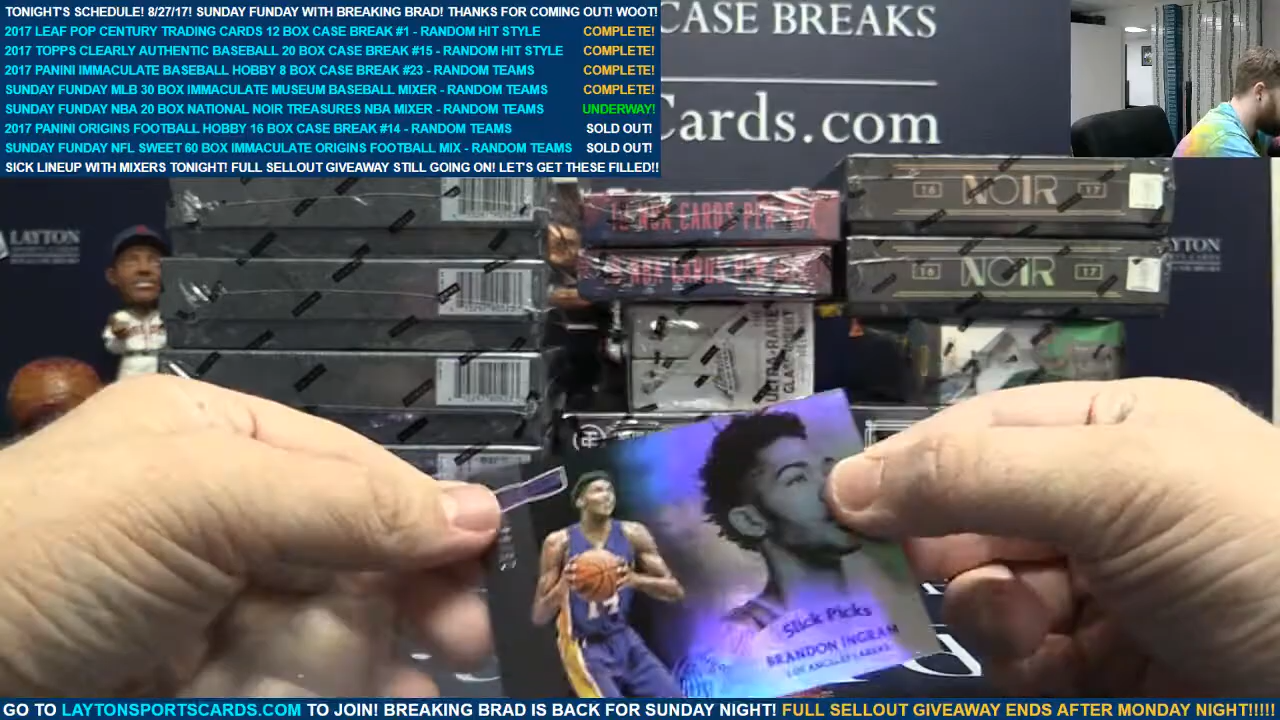 TONIGHT'S SCHEDULE! 8/27/17! SUNDAY FUNDAY WITH BREAKING BRAD! THANKS FOR COMING OUT! WOOT!
2017 LEAF POP CENTURY TRADING CARDS 12 BOX CASE BREAK #1 - RANDOM HIT STYLE COMPLETE!
2017 TOPPS CLEARLY AUTHENTIC BASEBALL 20 BOX CASE BREAK #15 - RANDOM HIT STYLE COMPLETE!
2017 PANINI IMMACULATE BASEBALL HOBBY 8 BOX CASE BREAK #23 - RANDOM TEAMS COMPLETE!
SUNDAY FUNDAY MLB 30 BOX IMMACULATE MUSEUM BASEBALL MIXER - RANDOM TEAMS COMPLETE!
SUNDAY FUNDAY NBA 20 BOX NATIONAL NOIR TREASURES NBA MIXER - RANDOM TEAMS UNDERWAY!
2017 PANINI ORIGINS FOOTBALL HOBBY 16 BOX CASE BREAK #14 - RANDOM TEAMS SOLD OUT!
SUNDAY FUNDAY NFL SWEET 60 BOX IMMACULATE ORIGINS FOOTBALL MIX - RANDOM TEAMS SOLD OUT!
SICK LINEUP WITH MIXERS TONIGHT! FULL SELLOUT GIVEAWAY STILL GOING ON! LET'S GET THESE FILLED!!
CASE BREAKS
Cards.com
16 NOIR 17
16 NOIR 17
LAYTON
LAYTON
NBA CARDS PER BOX
ULTRA-RARE
14
Slick Picks
BRANDON INGRAM
LOS ANGELES LAKERS
GO TO LAYTONSPORTSCARDS.COM TO JOIN! BREAKING BRAD IS BACK FOR SUNDAY NIGHT! FULL SELLOUT GIVEAWAY ENDS AFTER MONDAY NIGHT!!!!!